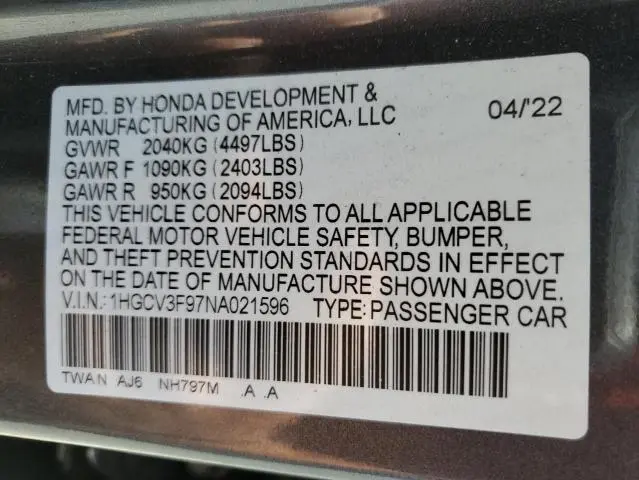 MFD. BY HONDA DEVELOPMENT &
MANUFACTURING OF AMERICA, LLC 04/'22
GVWR 2040KG (4497LBS)
GAWR F 1090KG (2403LBS)
GAWR R 950KG (2094LBS)
THIS VEHICLE CONFORMS TO ALL APPLICABLE
FEDERAL MOTOR VEHICLE SAFETY, BUMPER,
AND THEFT PREVENTION STANDARDS IN EFFECT
ON THE DATE OF MANUFACTURE SHOWN ABOVE.
V.I.N.: 1HGCV3F97NA021596 TYPE: PASSENGER CAR
TWA N AJ6 NH797M .A .A